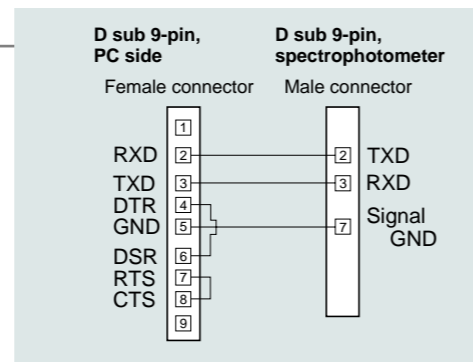 D sub 9-pin,
PC side
D sub 9-pin,
spectrophotometer
Female connector
Male connector
1
RXD 2
2 TXD
TXD 3
3 RXD
DTR 4
GND 5
7 Signal
GND
DSR 6
RTS 7
CTS 8
9